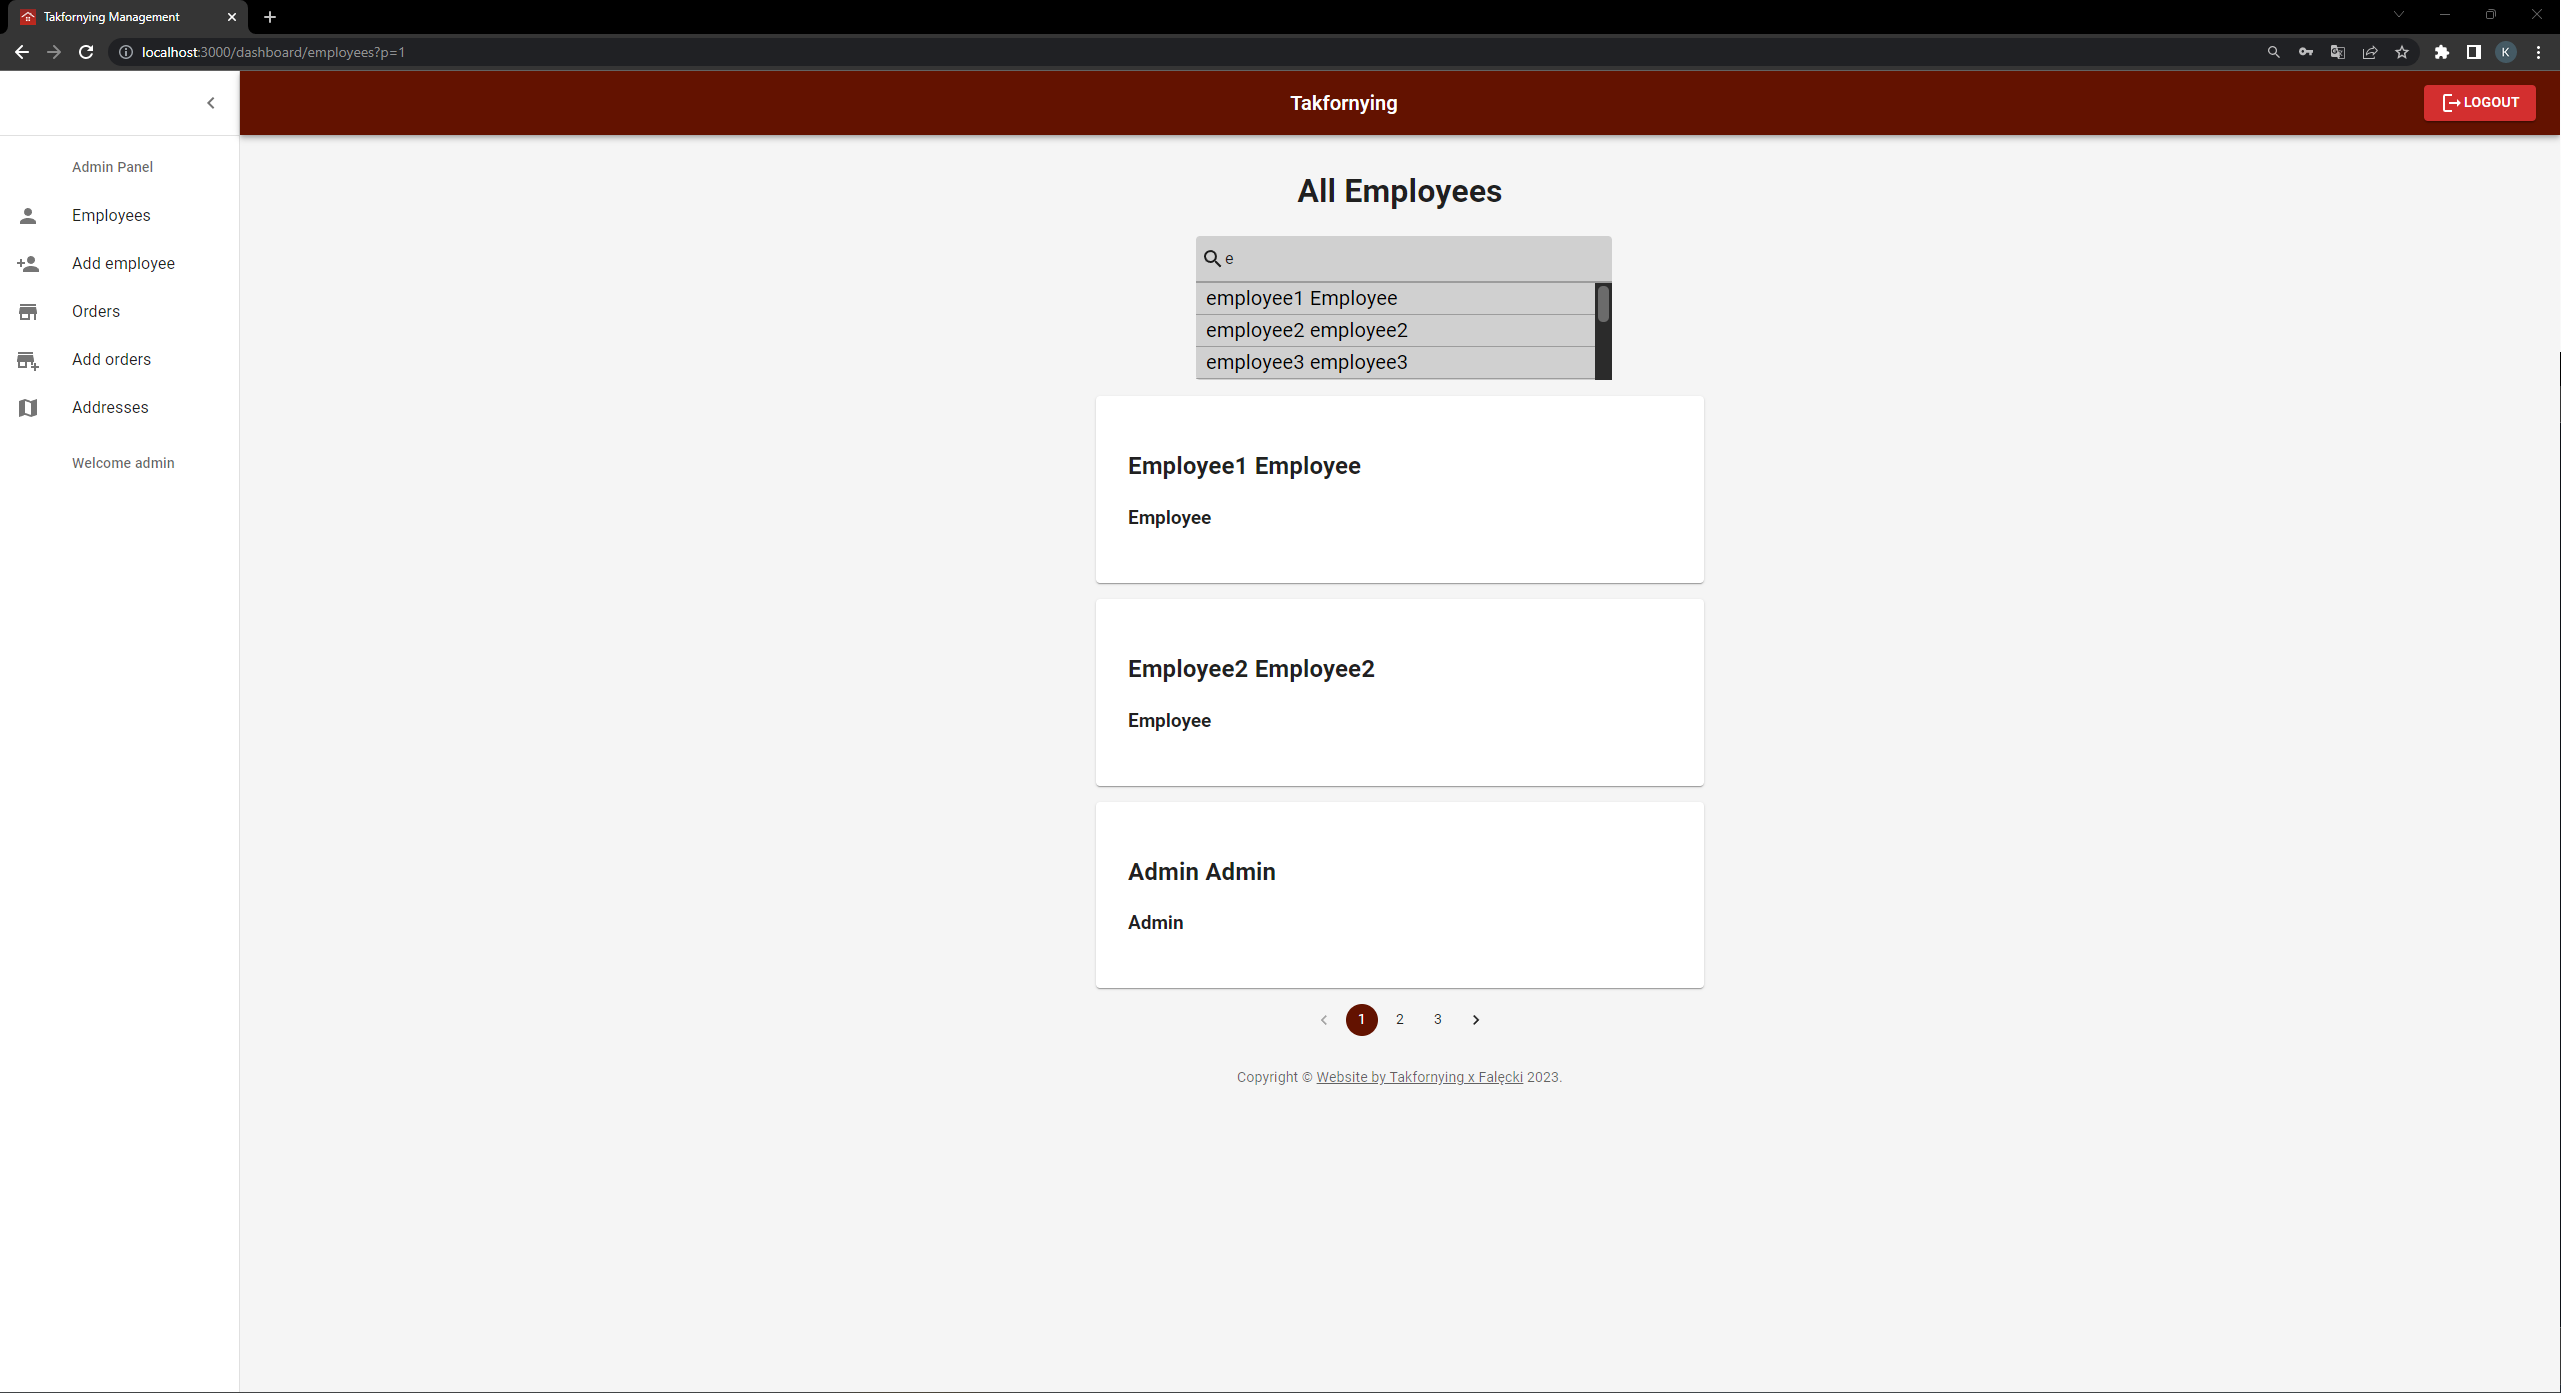 Takfornying Management
localhost:3000/dashboard/employees?p=1
K
Takfornying
LOGOUT
Admin Panel
Employees
Add employee
Orders
Add orders
Addresses
Welcome admin
All Employees
e
employee1 Employee
employee2 employee2
employee3 employee3
Employee1 Employee
Employee
Employee2 Employee2
Employee
Admin Admin
Admin
1 2 3
Copyright © Website by Takfornying x Falęcki 2023.